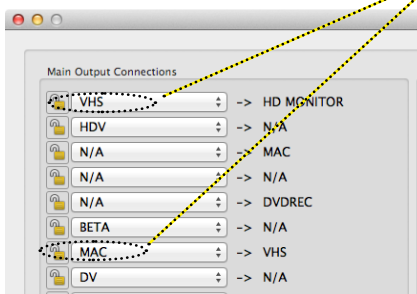 Main Output Connections
VHS -> HD MONITOR
HDV -> N/A
N/A -> MAC
N/A -> N/A
N/A -> DVDREC
BETA -> N/A
MAC -> VHS
DV -> N/A